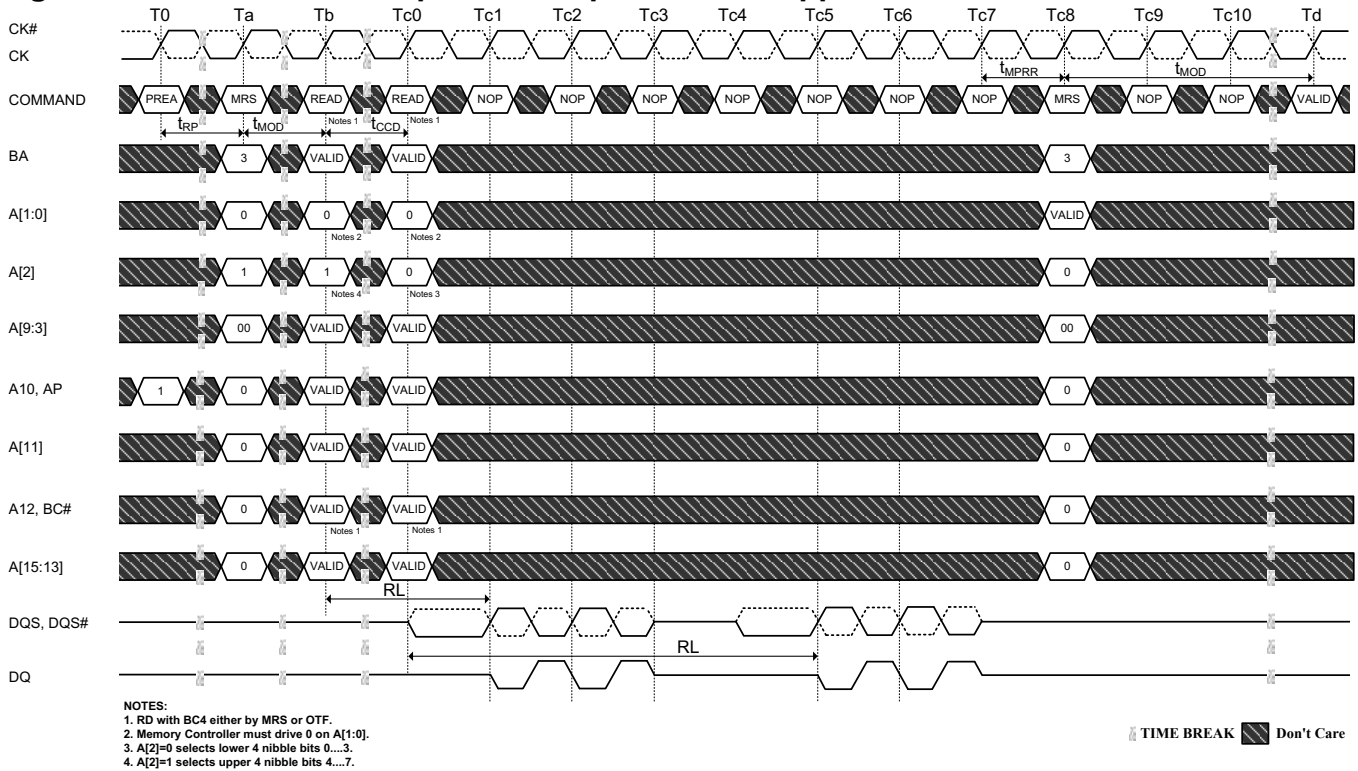 T0 Ta Tb Tc0 Tc1 Tc2 Tc3 Tc4 Tc5 Tc6 Tc7 Tc8 Tc9 Tc10 Td
CK#
CK
tMPRR tMOD
COMMAND PREA MRS READ READ NOP NOP NOP NOP NOP NOP NOP MRS NOP NOP VALID
Notes 1 Notes 1
tRP tMOD tCCD
BA 3 VALID VALID 3
A[1:0] 0 0 0 VALID
Notes 2 Notes 2
A[2] 1 1 0 0
Notes 4 Notes 3
A[9:3] 00 VALID VALID 00
A10, AP 1 0 VALID VALID 0
A[11] 0 VALID VALID 0
A12, BC# 0 VALID VALID 0
Notes 1 Notes 1
A[15:13] 0 VALID VALID 0
RL
DQS, DQS#
RL
DQ
NOTES:
1. RD with BC4 either by MRS or OTF.
2. Memory Controller must drive 0 on A[1:0].
3. A[2]=0 selects lower 4 nibble bits 0....3.
4. A[2]=1 selects upper 4 nibble bits 4....7.
TIME BREAK Don't Care